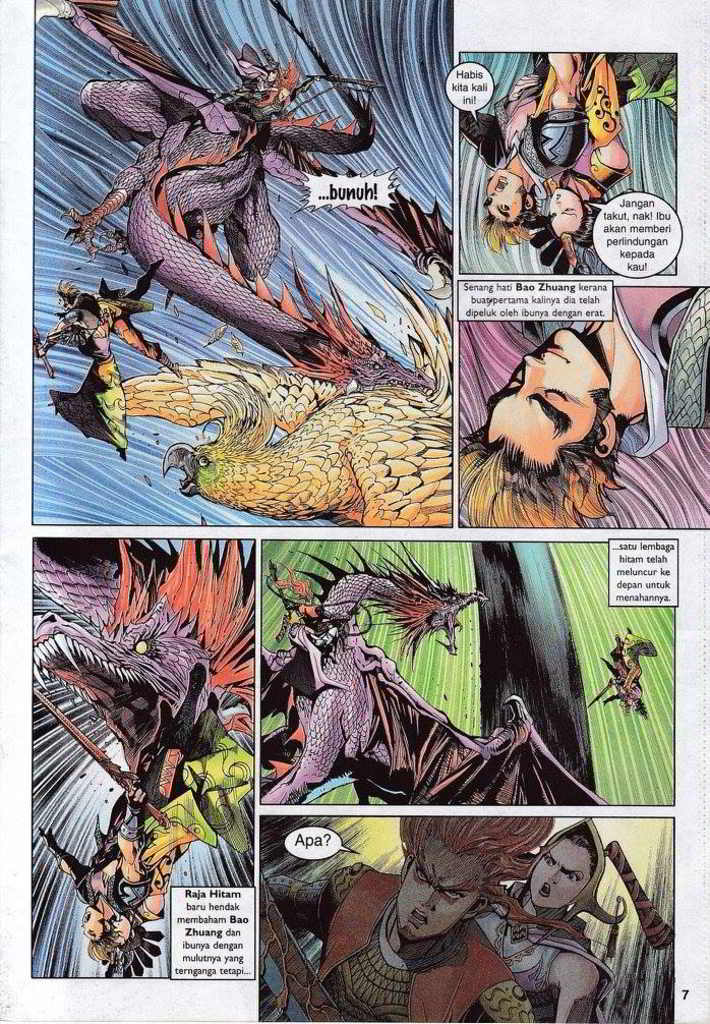 ...bunuh!
Habis
kita kali
ini!
Jangan
takut, nak! Ibu
akan memberi
perlindungan
kepada
kau!
Senang hati Bao Zhuang kerana
buat pertama kalinya dia telah
dipeluk oleh ibunya dengan erat.
Raja Hitam
baru hendak
membaham Bao
Zhuang dan
ibunya dengan
mulutnya yang
ternganga tetapi...
...satu lembaga
hitam telah
meluncur ke
depan untuk
menahannya.
Apa?
7